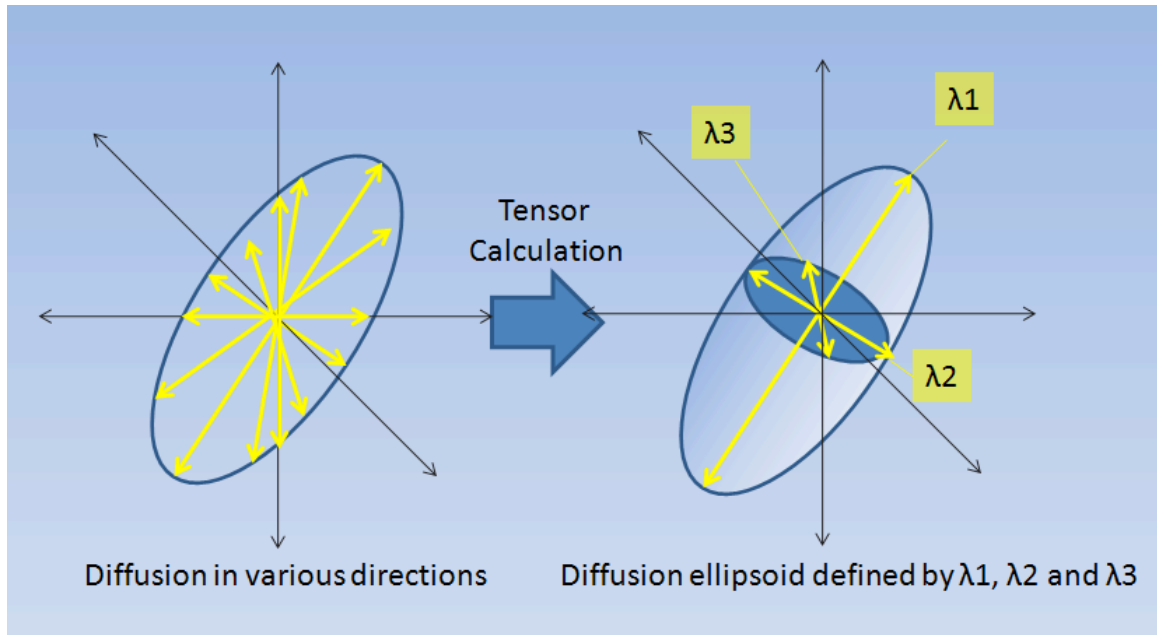 λ1
λ3
Tensor
Calculation
λ2
Diffusion in various directions
Diffusion ellipsoid defined by λ1, λ2 and λ3